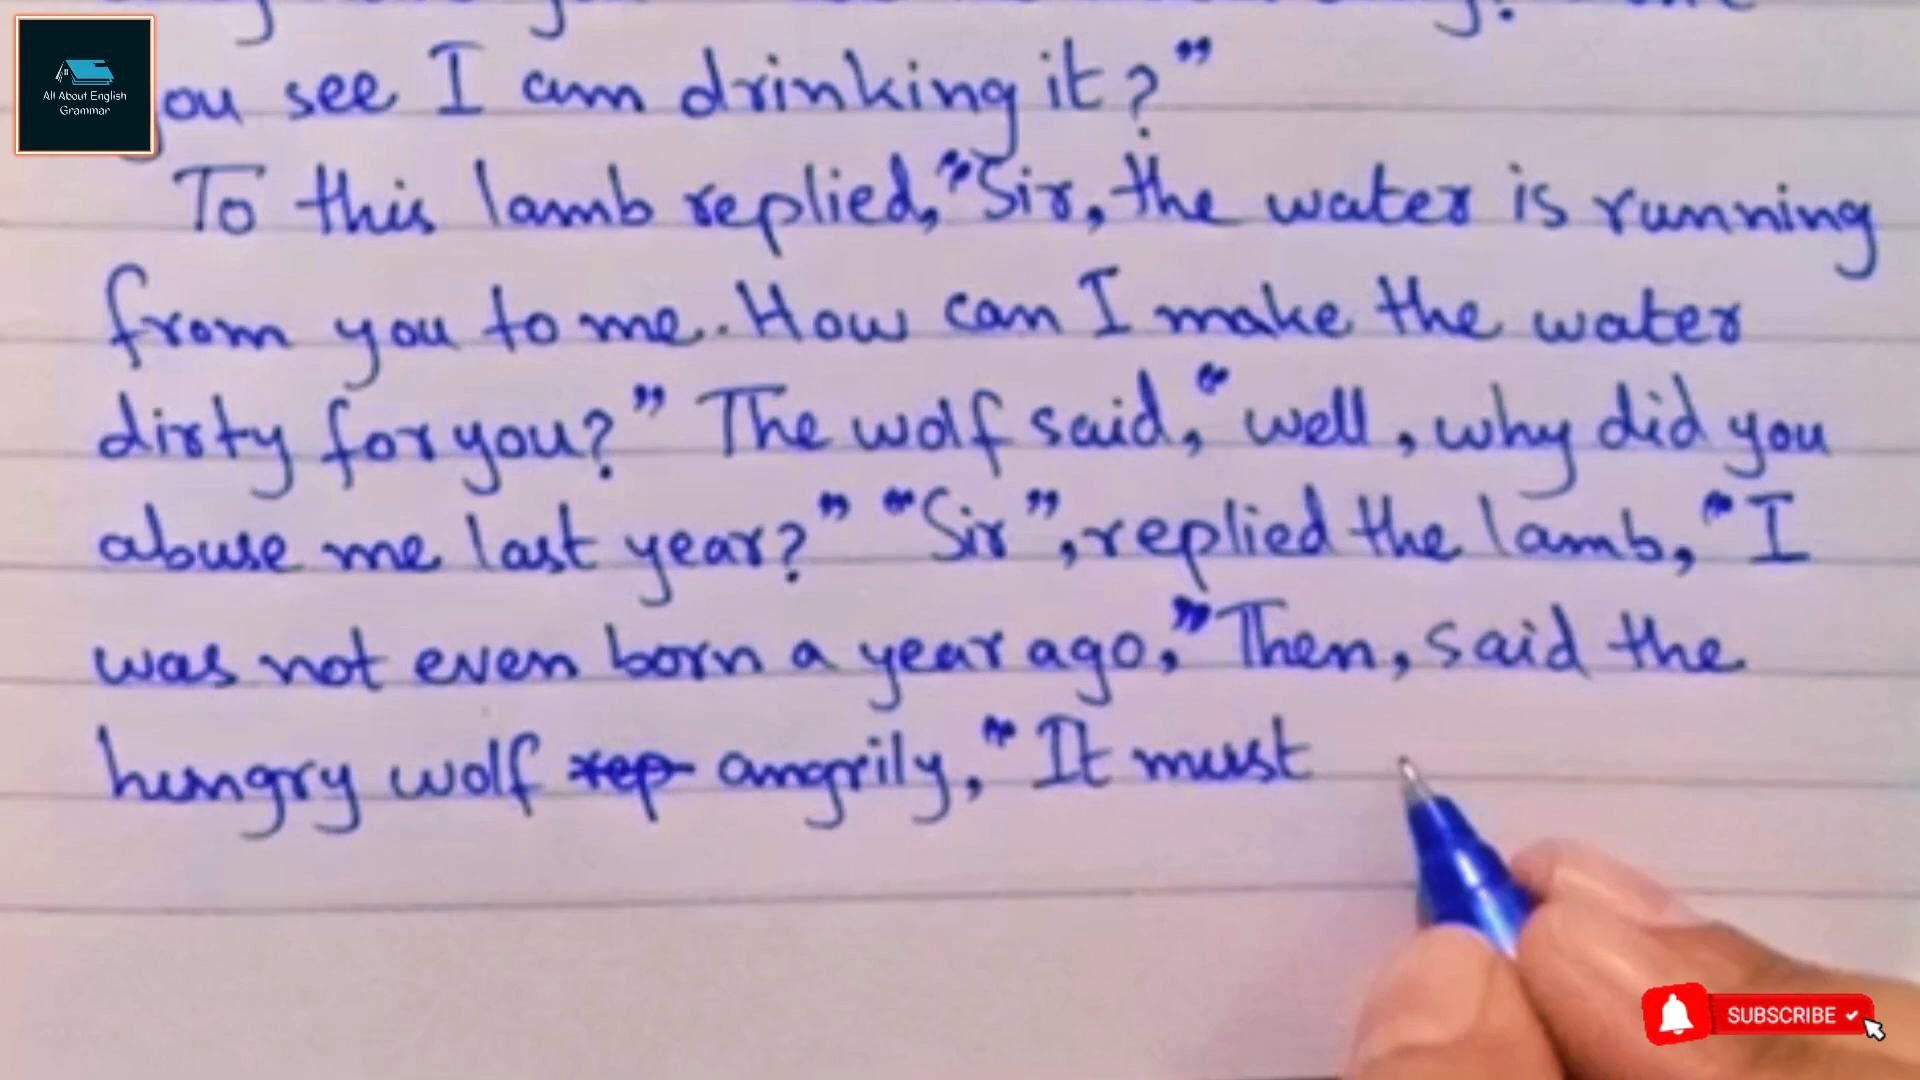 All About English
Grammar
you see I am drinking it?"
To this lamb replied, "Sir, the water is running
from you to me. How can I make the water
dirty for you?" The wolf said, "well, why did you
abuse me last year?" "Sir", replied the lamb, "I
was not even born a year ago," Then, said the
hungry wolf rep angrily, "It must
SUBSCRIBE